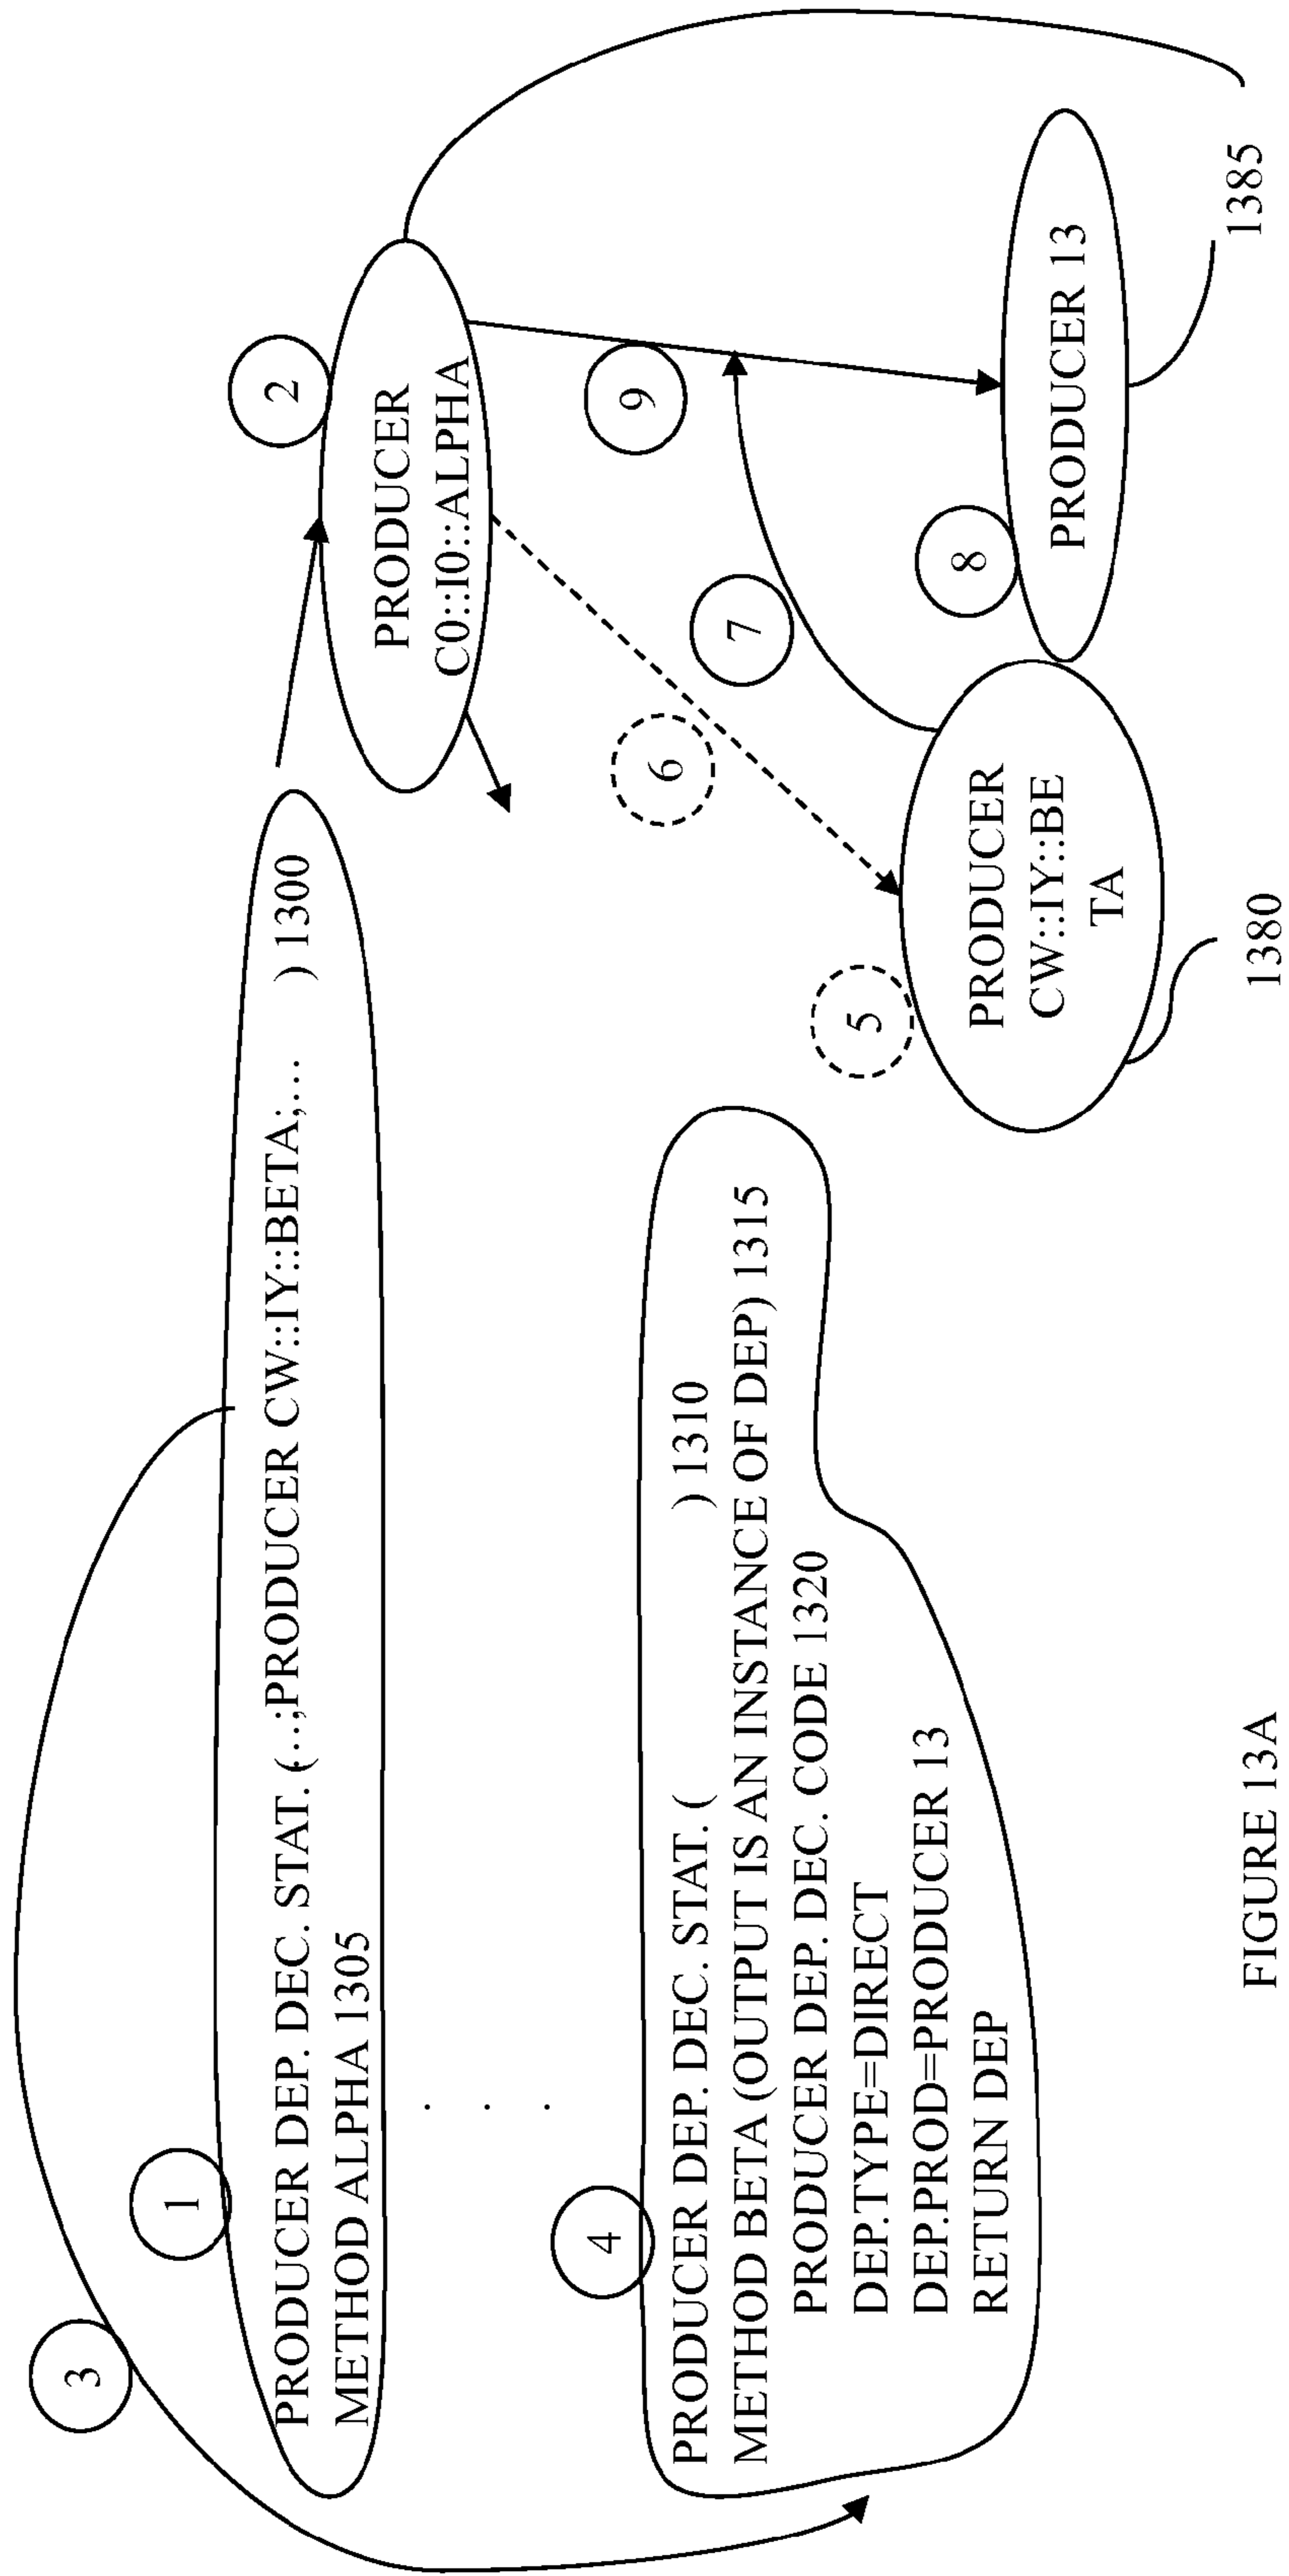 3
1
PRODUCER DEP. DEC. STAT. (...;PRODUCER CW::IY::BETA;... ) 1300
METHOD ALPHA 1305
.
.
.
4
PRODUCER DEP. DEC. STAT. ( ) 1310
METHOD BETA (OUTPUT IS AN INSTANCE OF DEP) 1315
PRODUCER DEP. DEC. CODE 1320
DEP.TYPE=DIRECT
DEP.PROD=PRODUCER 13
RETURN DEP
2
PRODUCER
C0::I0::ALPHA
9
6
7
5
8
PRODUCER
CW::IY::BE
TA
PRODUCER 13
1380
1385
FIGURE 13A